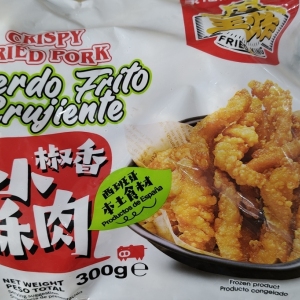 CRISPY
FRIED PORK
Cerdo Frito
Crujiente
椒香
小酥肉
西班牙
本土食材
Productos de España
NET WEIGHT
PESO TOTAL
300g e
Frozen product
Producto congelado